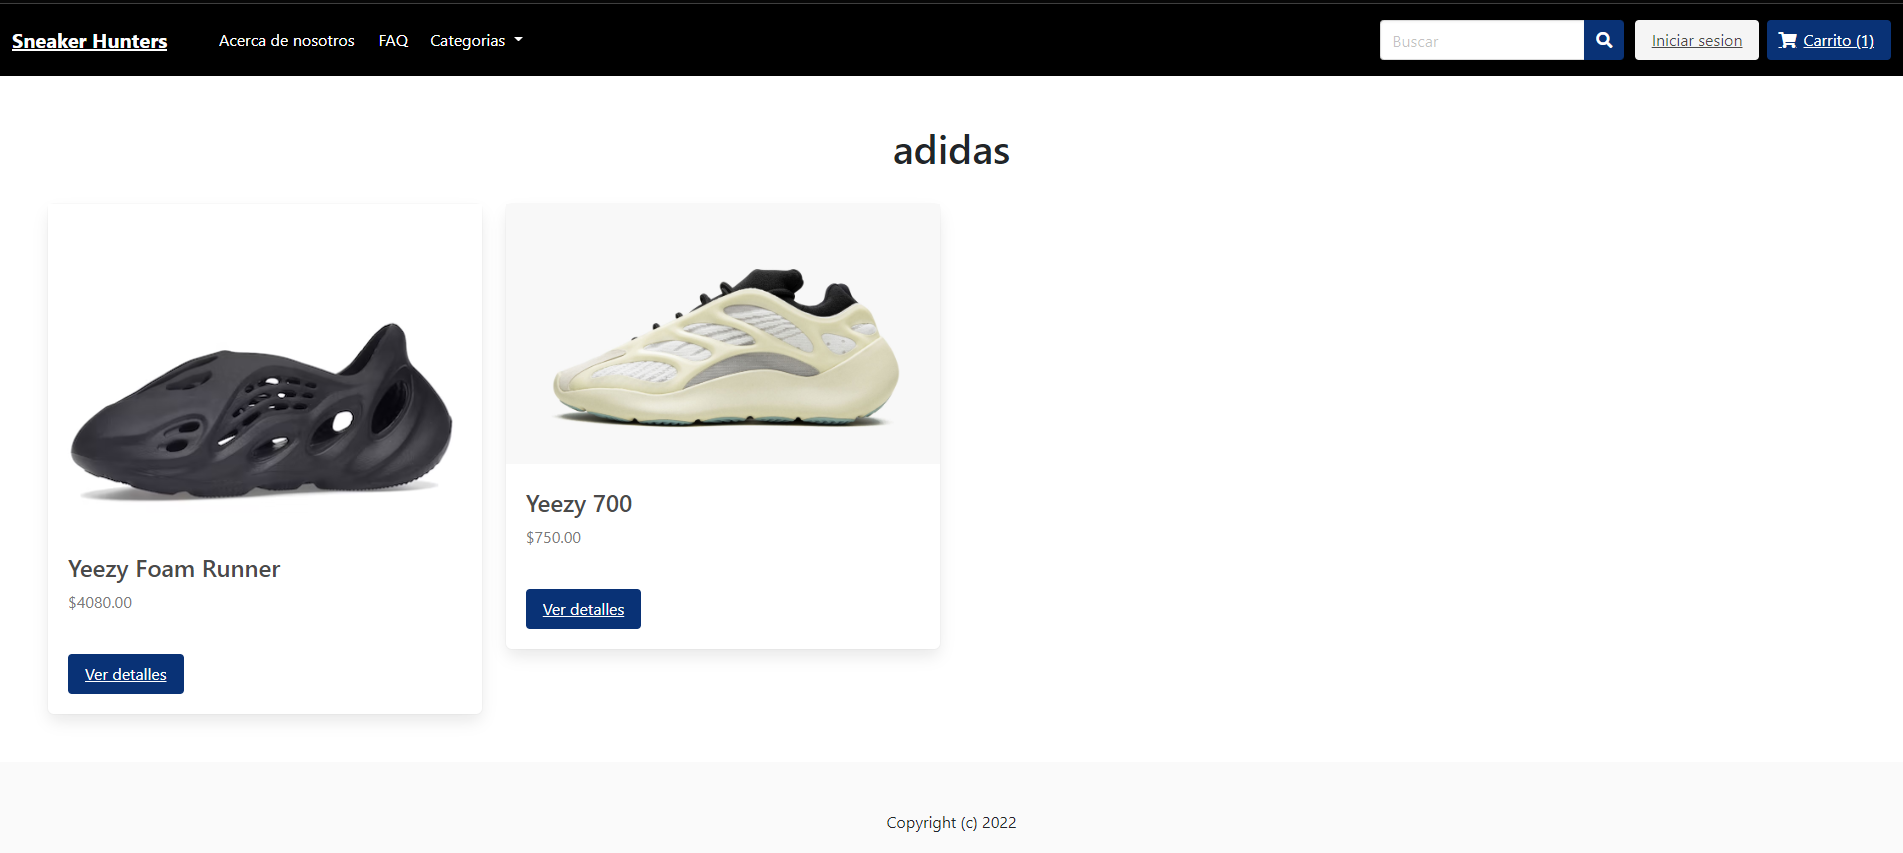 Sneaker Hunters Acerca de nosotros FAQ Categorias Buscar Iniciar sesion Carrito (1)
adidas
Yeezy Foam Runner
$4080.00
Ver detalles
Yeezy 700
$750.00
Ver detalles
Copyright (c) 2022